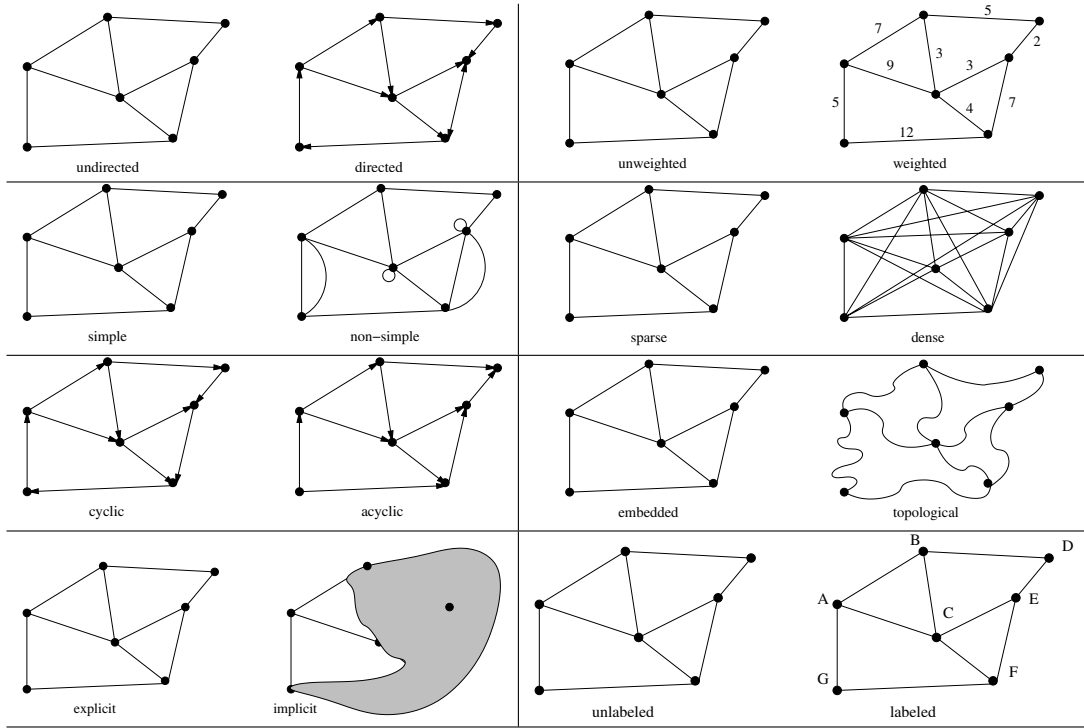 5
7
2
3
3
9
5
4
7
12
undirected
directed
unweighted
weighted
simple
non−simple
sparse
dense
cyclic
acyclic
embedded
topological
B
D
A
C
E
G
F
explicit
implicit
unlabeled
labeled